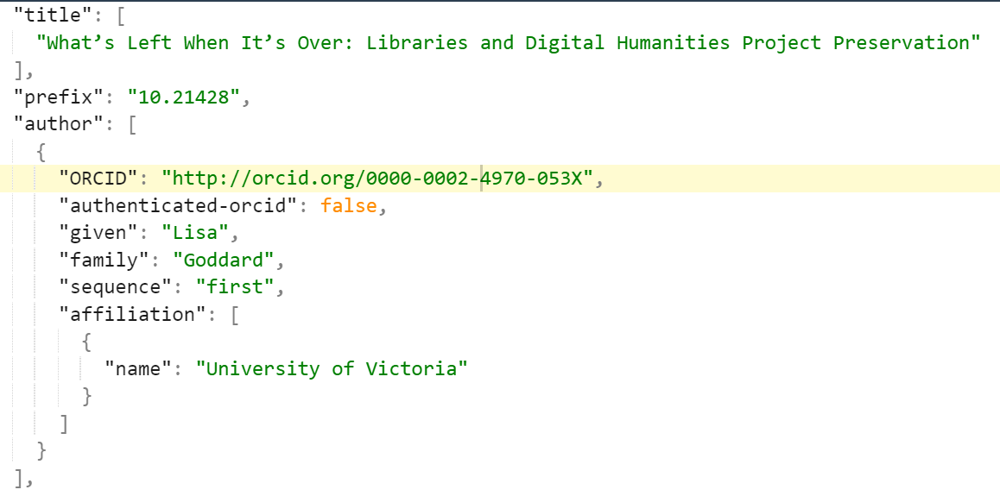 "title": [
"What’s Left When It’s Over: Libraries and Digital Humanities Project Preservation"
],
"prefix": "10.21428",
"author": [
{
"ORCID": "http://orcid.org/0000-0002-4970-053X",
"authenticated-orcid": false,
"given": "Lisa",
"family": "Goddard",
"sequence": "first",
"affiliation": [
{
"name": "University of Victoria"
}
]
}
],